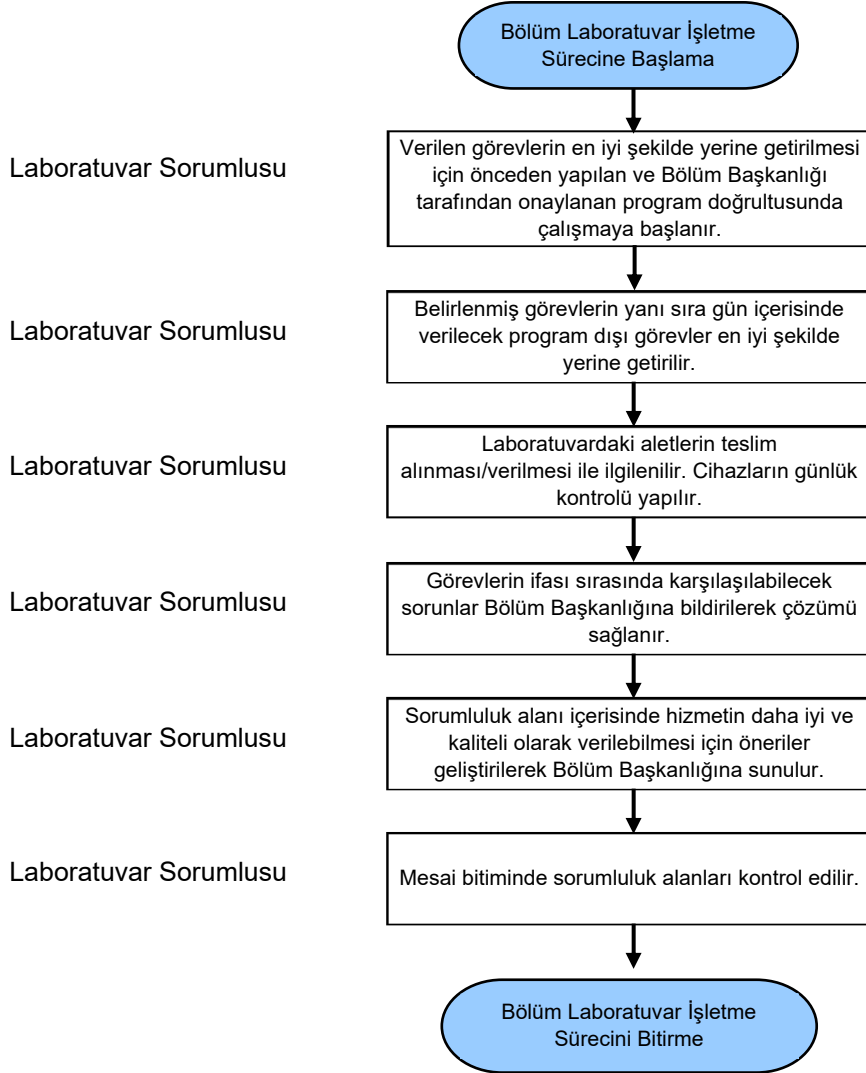 Bölüm Laboratuvar İşletme
Sürecine Başlama
Laboratuvar Sorumlusu
Verilen görevlerin en iyi şekilde yerine getirilmesi
için önceden yapılan ve Bölüm Başkanlığı
tarafından onaylanan program doğrultusunda
çalışmaya başlanır.
Laboratuvar Sorumlusu
Belirlenmiş görevlerin yanı sıra gün içerisinde
verilecek program dışı görevler en iyi şekilde
yerine getirilir.
Laboratuvar Sorumlusu
Laboratuvardaki aletlerin teslim
alınması/verilmesi ile ilgilenilir. Cihazların günlük
kontrolü yapılır.
Laboratuvar Sorumlusu
Görevlerin ifası sırasında karşılaşılabilecek
sorunlar Bölüm Başkanlığına bildirilerek çözümü
sağlanır.
Laboratuvar Sorumlusu
Sorumluluk alanı içerisinde hizmetin daha iyi ve
kaliteli olarak verilebilmesi için öneriler
geliştirilerek Bölüm Başkanlığına sunulur.
Laboratuvar Sorumlusu
Mesai bitiminde sorumluluk alanları kontrol edilir.
Bölüm Laboratuvar İşletme
Sürecini Bitirme